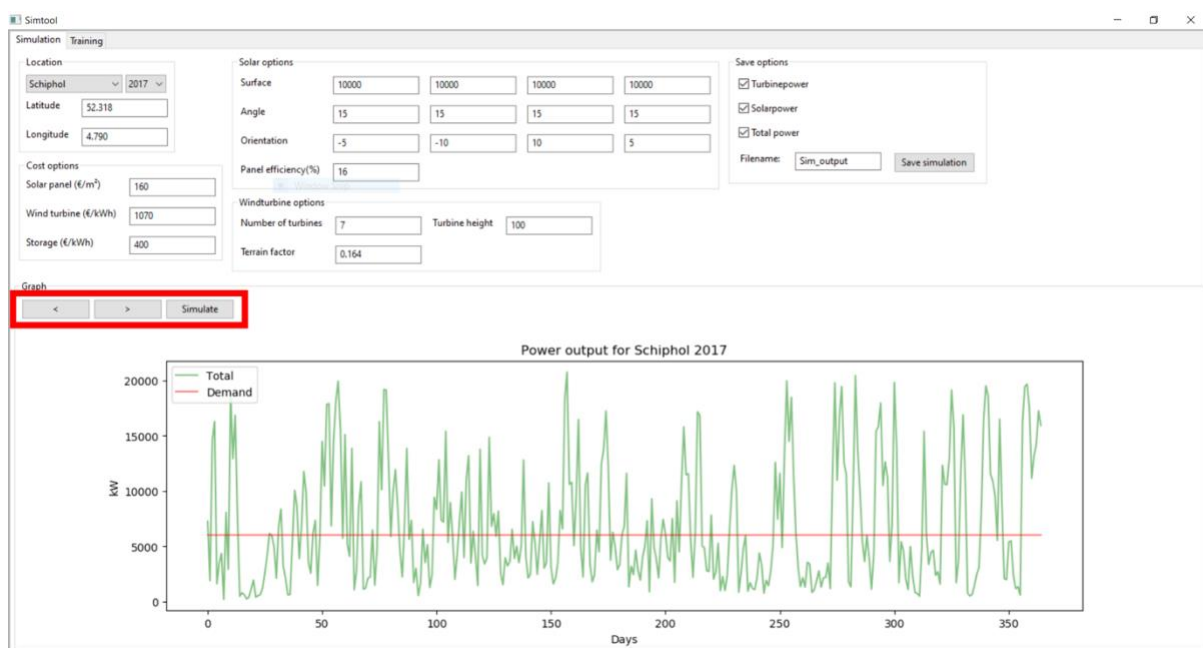 Simtool
Simulation Training
Location
Schiphol 2017
Latitude 52.318
Longitude 4.790
Cost options
Solar panel (€/m²) 160
Wind turbine (€/kWh) 1070
Storage (€/kWh) 400
Solar options
Surface 10000 10000 10000 10000
Angle 15 15 15 15
Orientation -5 -10 10 5
Panel efficiency(%) 16
Windturbine options
Number of turbines 7 Turbine height 100
Terrain factor 0.164
Save options
Turbinepower
Solarpower
Total power
Filename: Sim_output Save simulation
Graph
< > Simulate
Power output for Schiphol 2017
Total
Demand
20000
15000
10000
5000
0
kW
0 50 100 150 200 250 300 350
Days